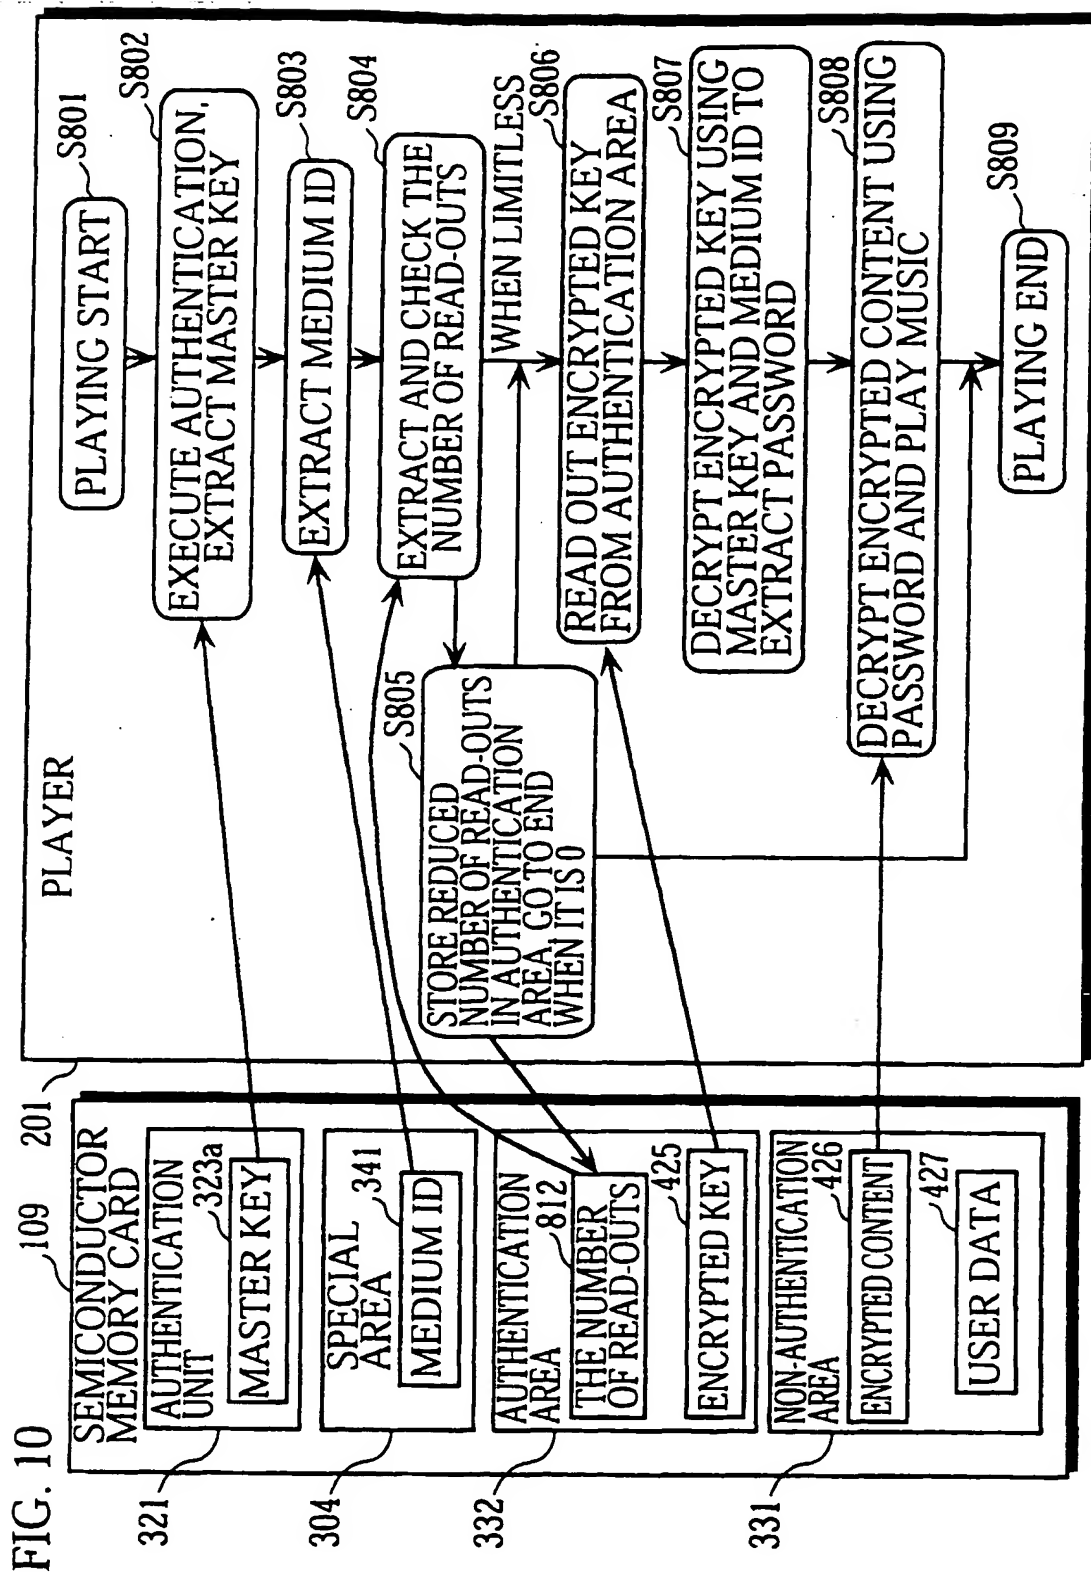 FIG. 10
109
SEMICONDUCTOR
MEMORY CARD
321
AUTHENTICATION
UNIT
323a
MASTER KEY
304
SPECIAL
AREA
341
MEDIUM ID
332
AUTHENTICATION
AREA
812
THE NUMBER
OF READ-OUTS
425
ENCRYPTED KEY
331
NON-AUTHENTICATION
AREA
426
ENCRYPTED CONTENT
427
USER DATA
201
PLAYER
PLAYING START
S801
EXECUTE AUTHENTICATION,
EXTRACT MASTER KEY
S802
EXTRACT MEDIUM ID
S803
EXTRACT AND CHECK THE
NUMBER OF READ-OUTS
S804
S805
STORE REDUCED
NUMBER OF READ-OUTS
IN AUTHENTICATION
AREA. GO TO END
WHEN IT IS 0
WHEN LIMITLESS
READ OUT ENCRYPTED KEY
FROM AUTHENTICATION AREA
S806
DECRYPT ENCRYPTED KEY USING
MASTER KEY AND MEDIUM ID TO
EXTRACT PASSWORD
S807
DECRYPT ENCRYPTED CONTENT USING
PASSWORD AND PLAY MUSIC
S808
PLAYING END
S809